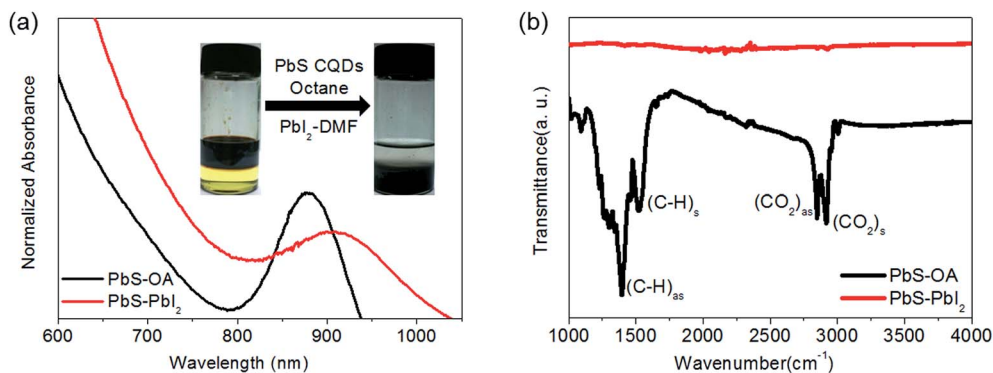 (a)
Normalized Absorbance
PbS CQDs
Octane
PbI₂-DMF
PbS-OA
PbS-PbI₂
600 700 800 900 1000
Wavelength (nm)
(b)
Transmittance(a. u.)
(C-H)ₛ
(CO₂)ₐₛ
(CO₂)ₛ
(C-H)ₐₛ
PbS-OA
PbS-PbI₂
1000 1500 2000 2500 3000 3500 4000
Wavenumber(cm⁻¹)